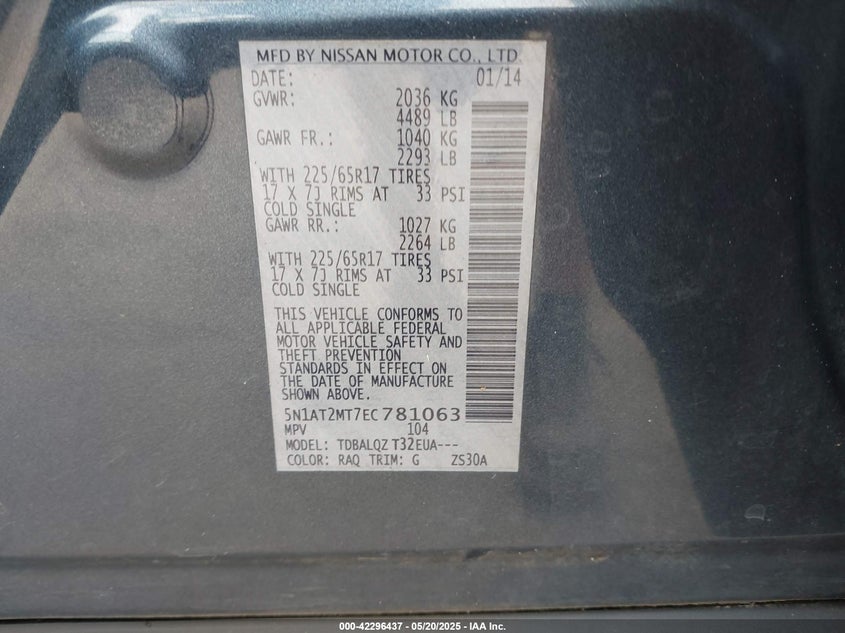 MFD BY NISSAN MOTOR CO., LTD.
DATE: 01/14
GVWR: 2036 KG
4489 LB
GAWR FR.: 1040 KG
2293 LB
WITH 225/65R17 TIRES
17 X 7J RIMS AT 33 PSI
COLD SINGLE
GAWR RR.: 1027 KG
2264 LB
WITH 225/65R17 TIRES
17 X 7J RIMS AT 33 PSI
COLD SINGLE
THIS VEHICLE CONFORMS TO
ALL APPLICABLE FEDERAL
MOTOR VEHICLE SAFETY AND
THEFT PREVENTION
STANDARDS IN EFFECT ON
THE DATE OF MANUFACTURE
SHOWN ABOVE.
5N1AT2MT7EC781063
MPV 104
MODEL: TDBALQZ T32EUA---
COLOR: RAQ TRIM: G ZS30A
000-42296437 - 05/20/2025 - IAA Inc.